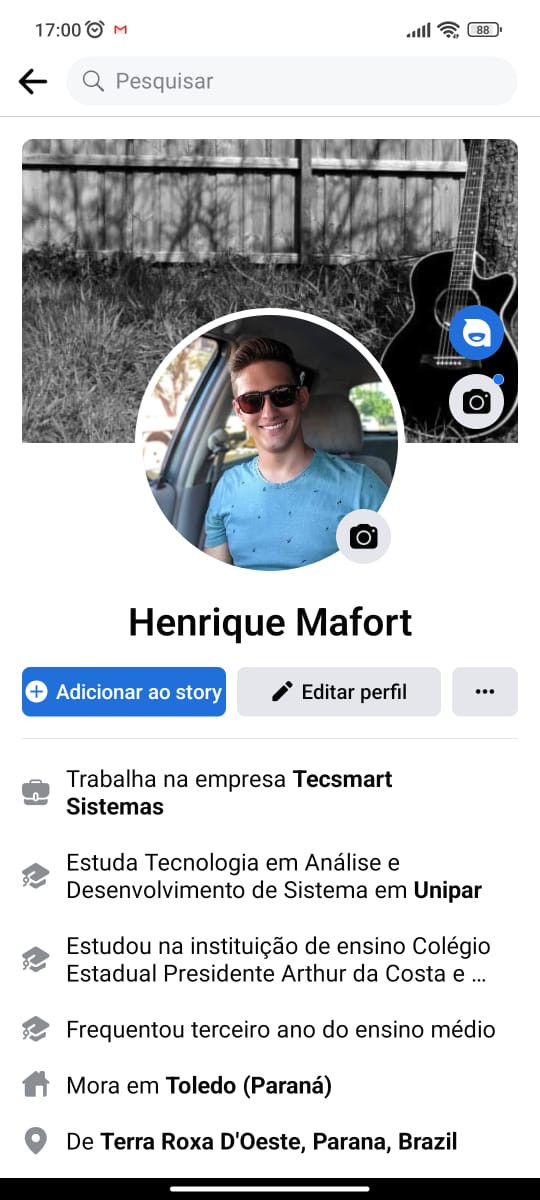 17:00
88
Pesquisar
Henrique Mafort
Adicionar ao story
Editar perfil
Trabalha na empresa Tecsmart
Sistemas
Estuda Tecnologia em Análise e
Desenvolvimento de Sistema em Unipar
Estudou na instituição de ensino Colégio
Estadual Presidente Arthur da Costa e ...
Frequentou terceiro ano do ensino médio
Mora em Toledo (Paraná)
De Terra Roxa D'Oeste, Parana, Brazil